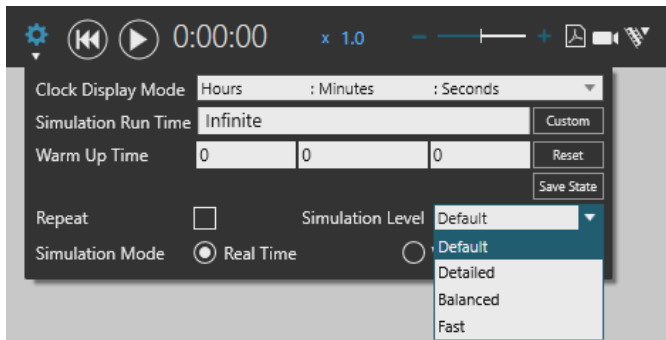 0:00:00 x 1.0
Clock Display Mode Hours : Minutes : Seconds
Simulation Run Time Infinite Custom
Warm Up Time 0 0 0 Reset
Save State
Repeat Simulation Level Default
Simulation Mode Real Time Default
Detailed
Balanced
Fast